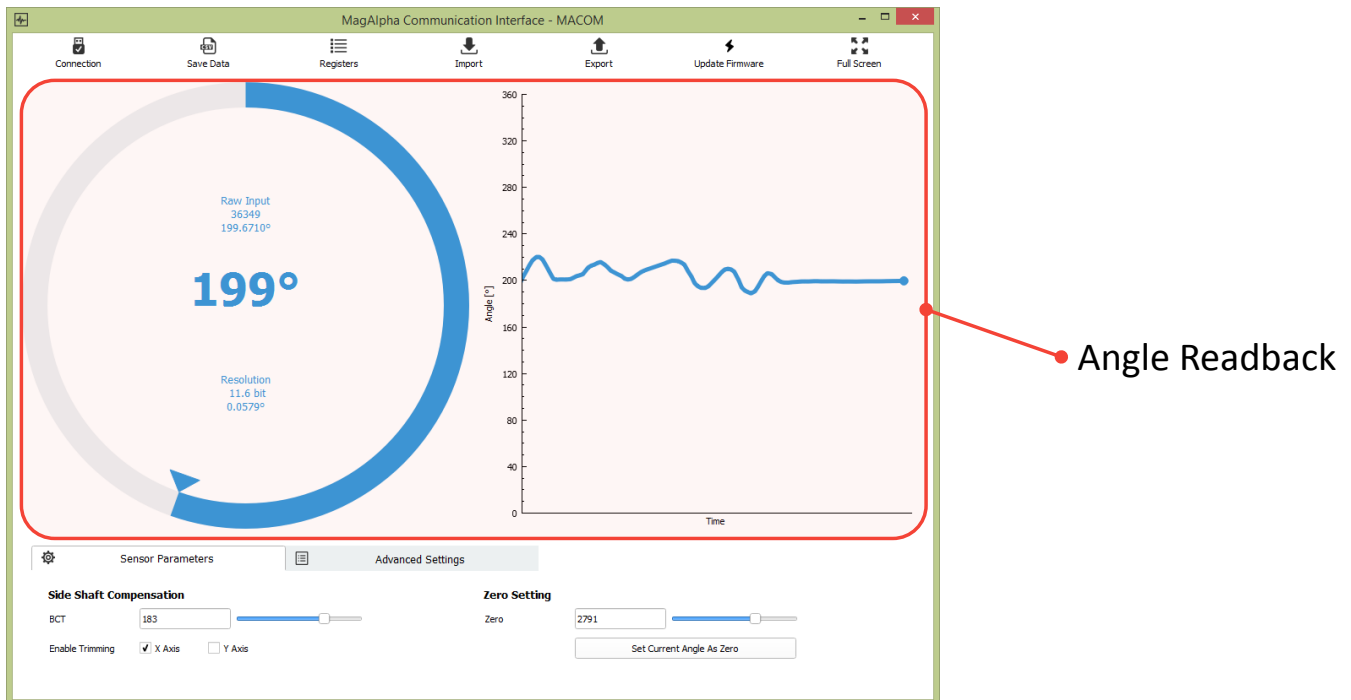 MagAlpha Communication Interface - MACOM
Connection
Save Data
Registers
Import
Export
Update Firmware
Full Screen
Raw Input
36349
199.6710°
199°
Resolution
11.6 bit
0.0579°
360
320
280
240
200
160
120
80
40
0
Angle [°]
Time
Angle Readback
Sensor Parameters
Advanced Settings
Side Shaft Compensation
BCT
183
Enable Trimming
X Axis
Y Axis
Zero Setting
Zero
2791
Set Current Angle As Zero